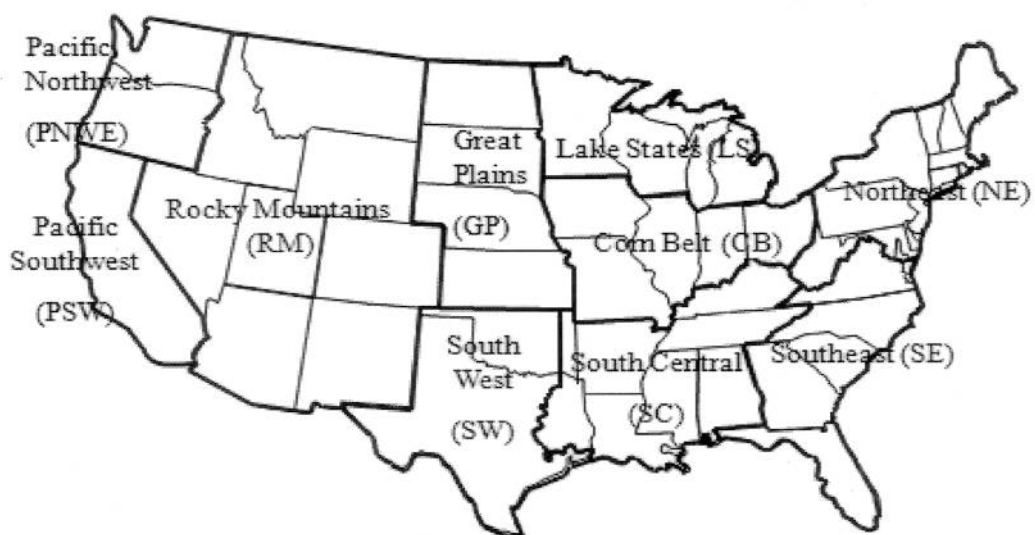 Pacific
Northwest
(PNWE)
Great
Plains
Lake States (LS)
Northeast (NE)
Rocky Mountains
(RM)
(GP)
Corn Belt (CB)
Pacific
Southwest
(PSW)
South
West
(SW)
South Central
(SC)
Southeast (SE)